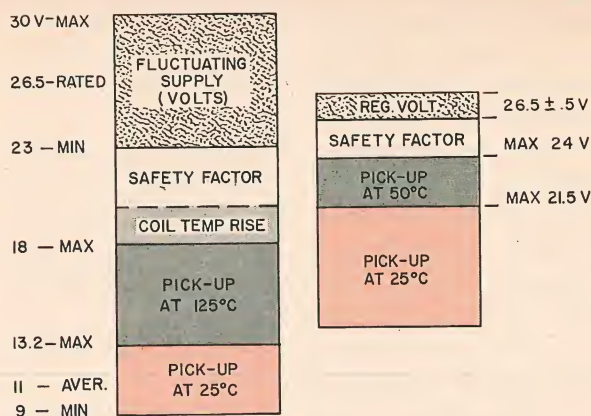 30 V-MAX
26.5-RATED
23 - MIN
18 - MAX
13.2-MAX
11 - AVER.
9 - MIN
FLUCTUATING
SUPPLY
(VOLTS)
SAFETY FACTOR
COIL TEMP RISE
PICK-UP
AT 125°C
PICK-UP
AT 25°C
REG. VOLT.
SAFETY FACTOR
PICK-UP
AT 50°C
PICK-UP
AT 25°C
26.5 ± .5 V
MAX 24 V
MAX 21.5 V